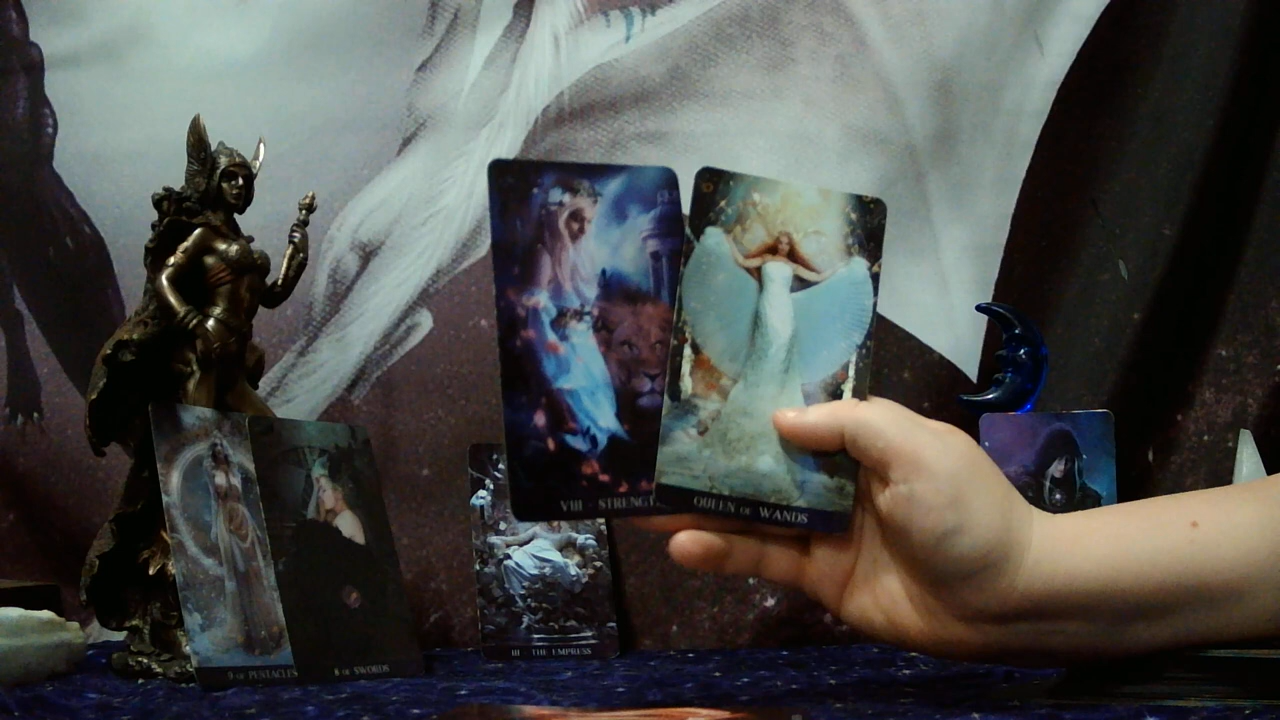 VIII - STRENGT
QUEEN OF WANDS
III - THE EMPRESS
9 OF PENTACLES
8 OF SWORDS